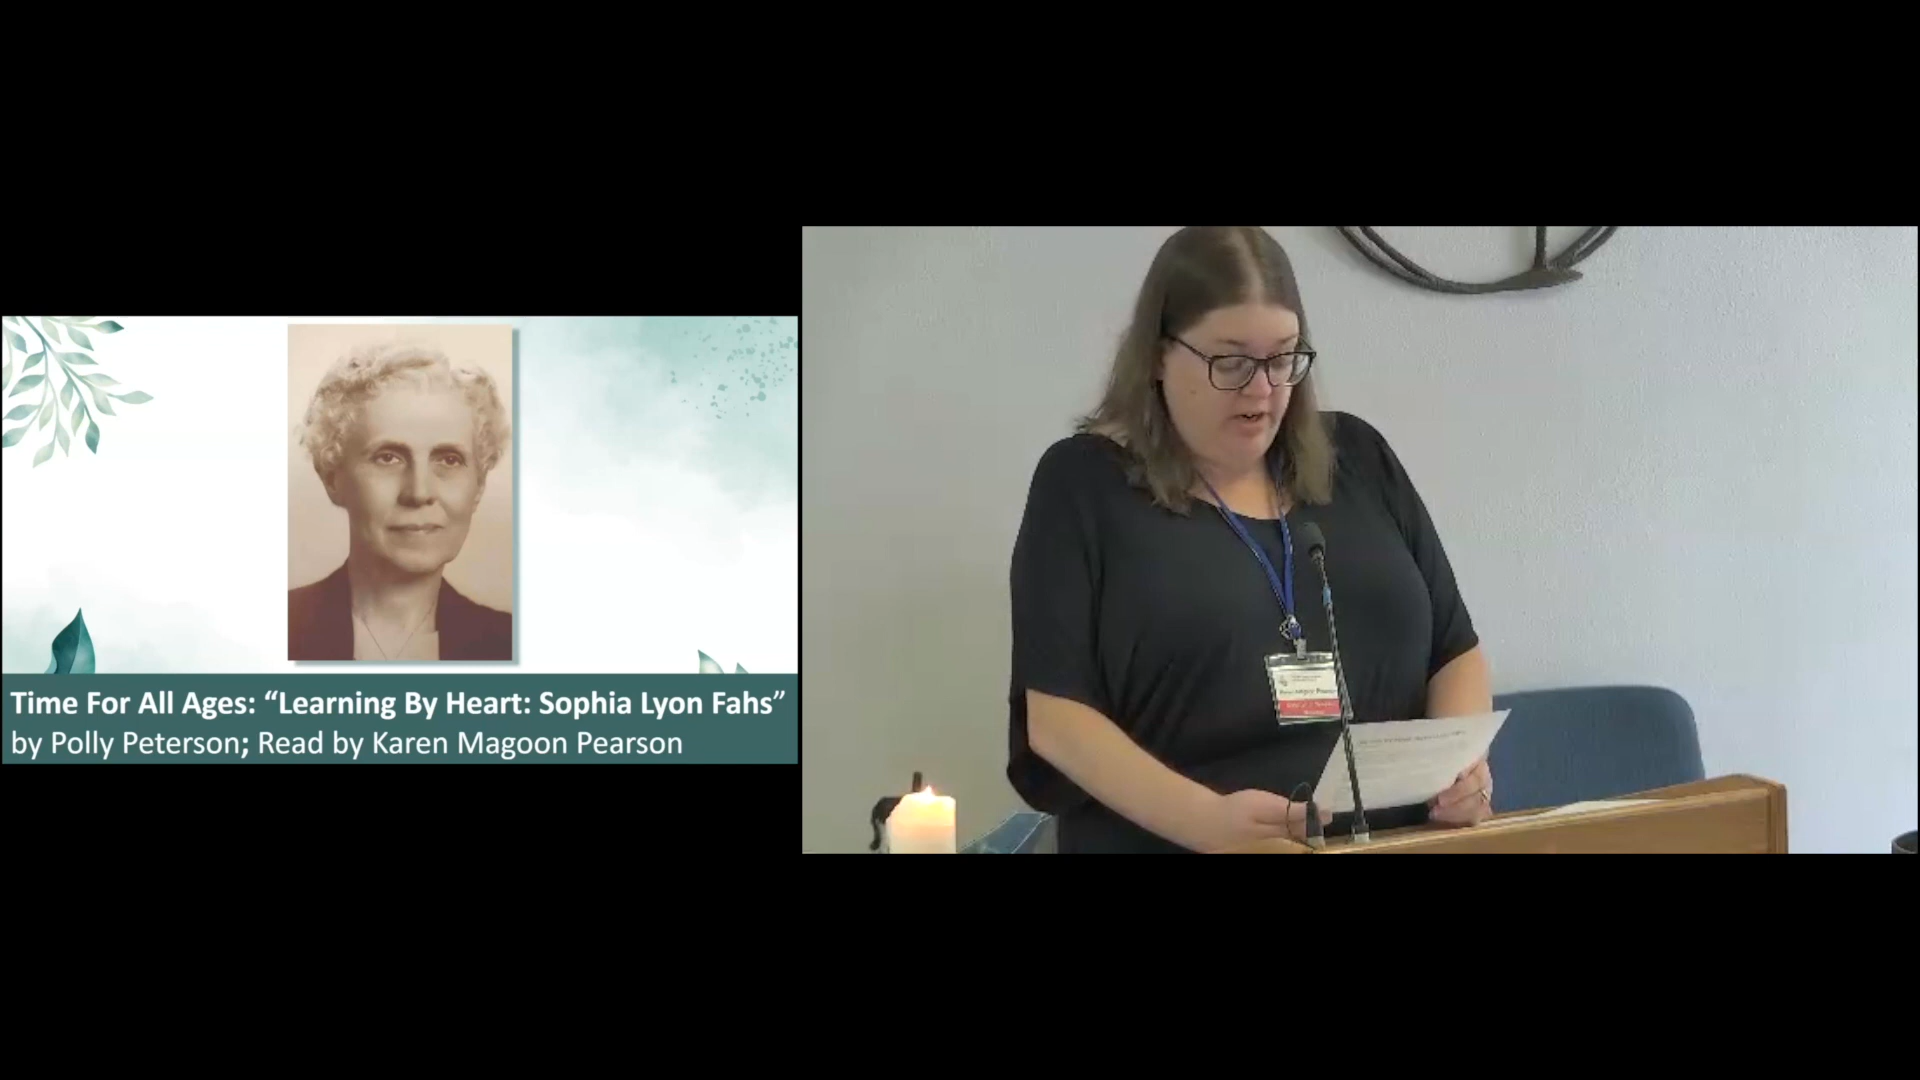 Time For All Ages: “Learning By Heart: Sophia Lyon Fahs”
by Polly Peterson; Read by Karen Magoon Pearson